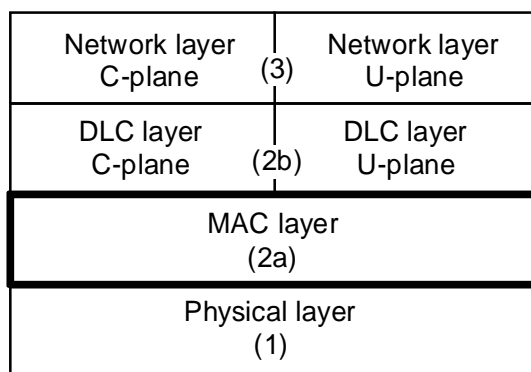 Network layer
C-plane
(3)
Network layer
U-plane
DLC layer
C-plane
(2b)
DLC layer
U-plane
MAC layer
(2a)
Physical layer
(1)